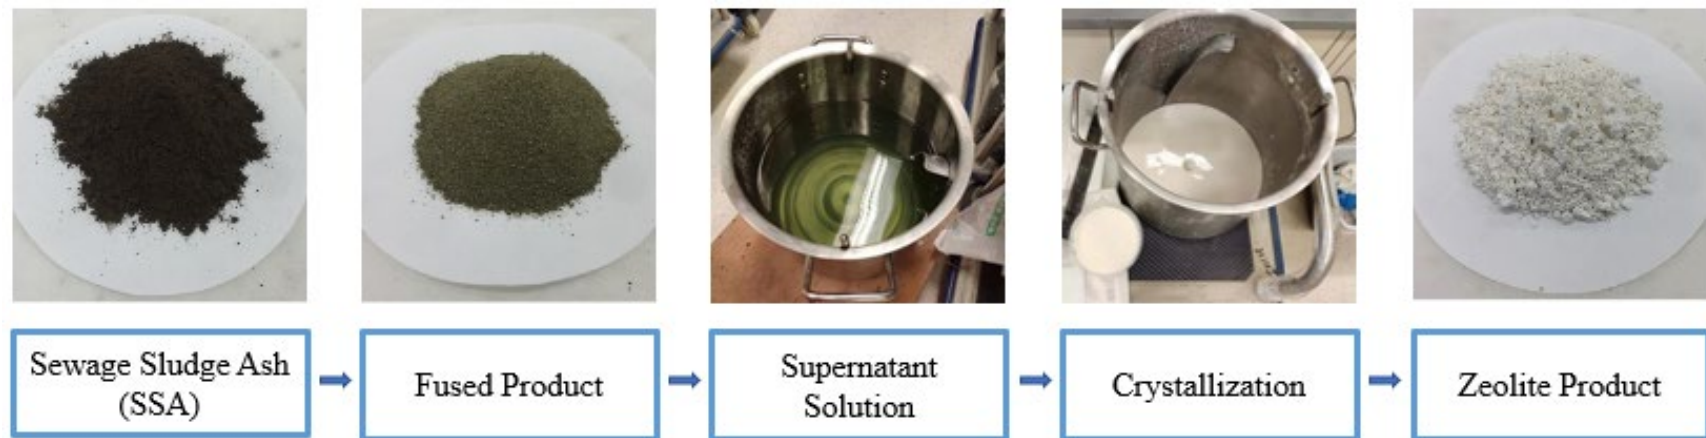 Sewage Sludge Ash
(SSA)
Fused Product
Supernatant
Solution
Crystallization
Zeolite Product